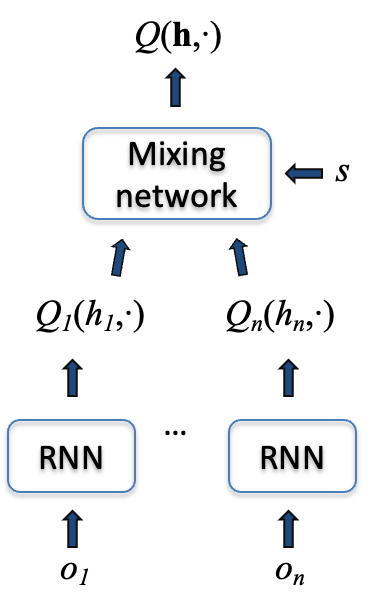 Q(h,·)
Mixing
network
s
Q1(h1,·) Qn(hn,·)
...
RNN RNN
o1 on